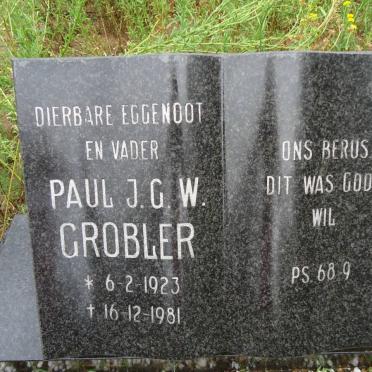 DIERBARE EGGENOOT
EN VADER
PAUL J.G.W.
GROBLER
* 6-2-1923
† 16-12-1981
ONS BERUS
DIT WAS GOD
WIL
PS. 68-9